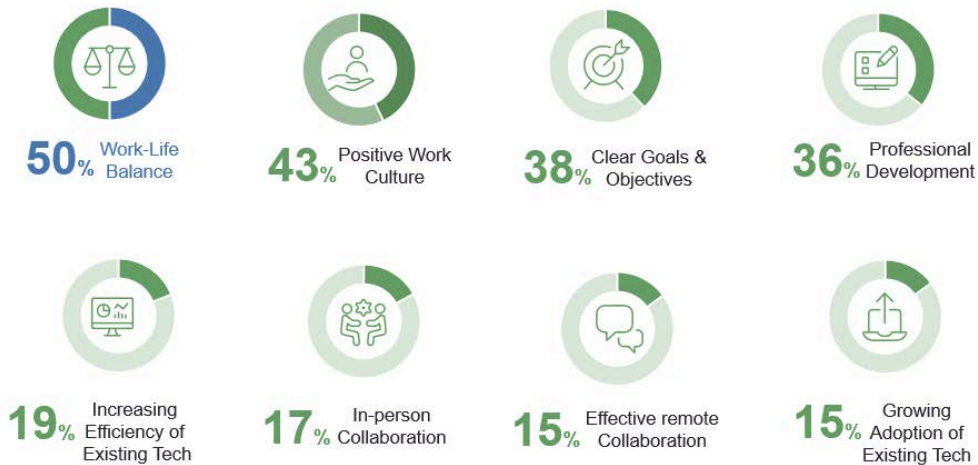 50% Work-Life
Balance
43% Positive Work
Culture
38% Clear Goals &
Objectives
36% Professional
Development
19% Increasing
Efficiency of
Existing Tech
17% In-person
Collaboration
15% Effective remote
Collaboration
15% Growing
Adoption of
Existing Tech